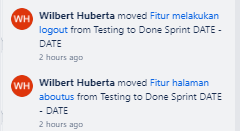 WH Wilbert Huberta moved Fitur melakukan
logout from Testing to Done Sprint DATE -
DATE
2 hours ago
WH Wilbert Huberta moved Fitur halaman
aboutus from Testing to Done Sprint DATE
- DATE
2 hours ago